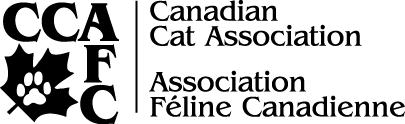 CCA
AFC
Canadian
Cat Association
Association
Féline Canadienne